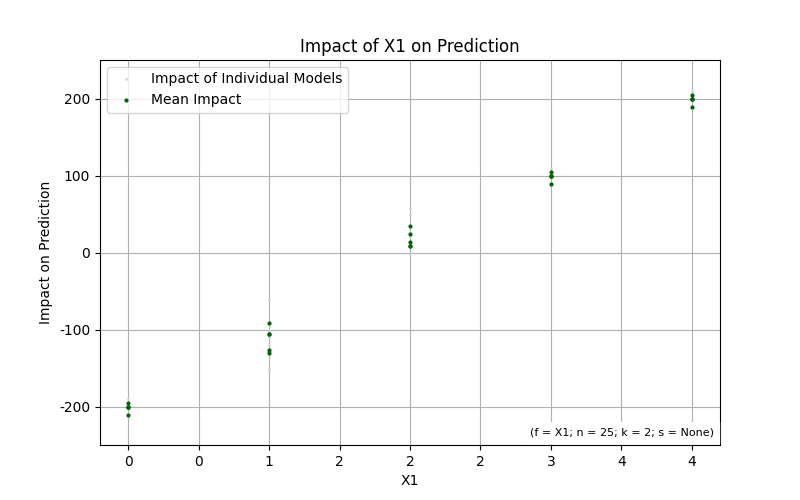 Impact of X1 on Prediction
Impact of Individual Models
Mean Impact
200
100
0
-100
-200
Impact on Prediction
(f = X1; n = 25; k = 2; s = None)
0 0 1 2 2 2 3 4 4
X1